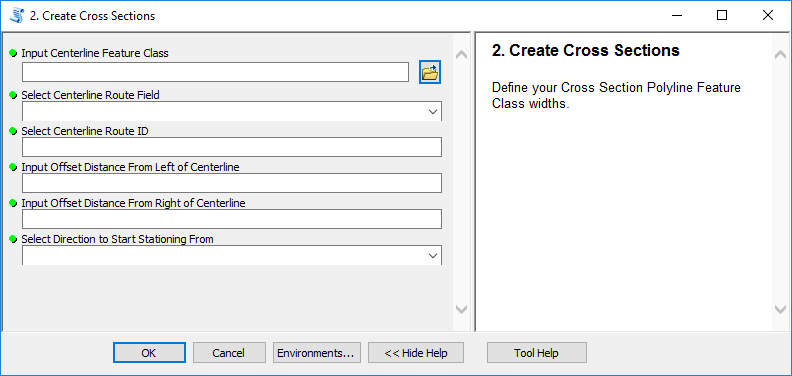 2. Create Cross Sections
Input Centerline Feature Class
Select Centerline Route Field
Select Centerline Route ID
Input Offset Distance From Left of Centerline
Input Offset Distance From Right of Centerline
Select Direction to Start Stationing From
2. Create Cross Sections
Define your Cross Section Polyline Feature
Class widths.
OK
Cancel
Environments...
<< Hide Help
Tool Help